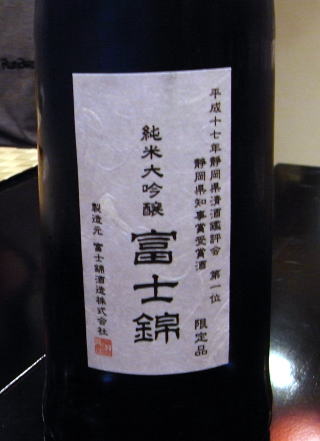 平成十七年静岡県清酒鑑評会 第一位
静岡県知事賞受賞酒 限定品
純米大吟醸
富士錦
製造元 富士錦酒造株式会社